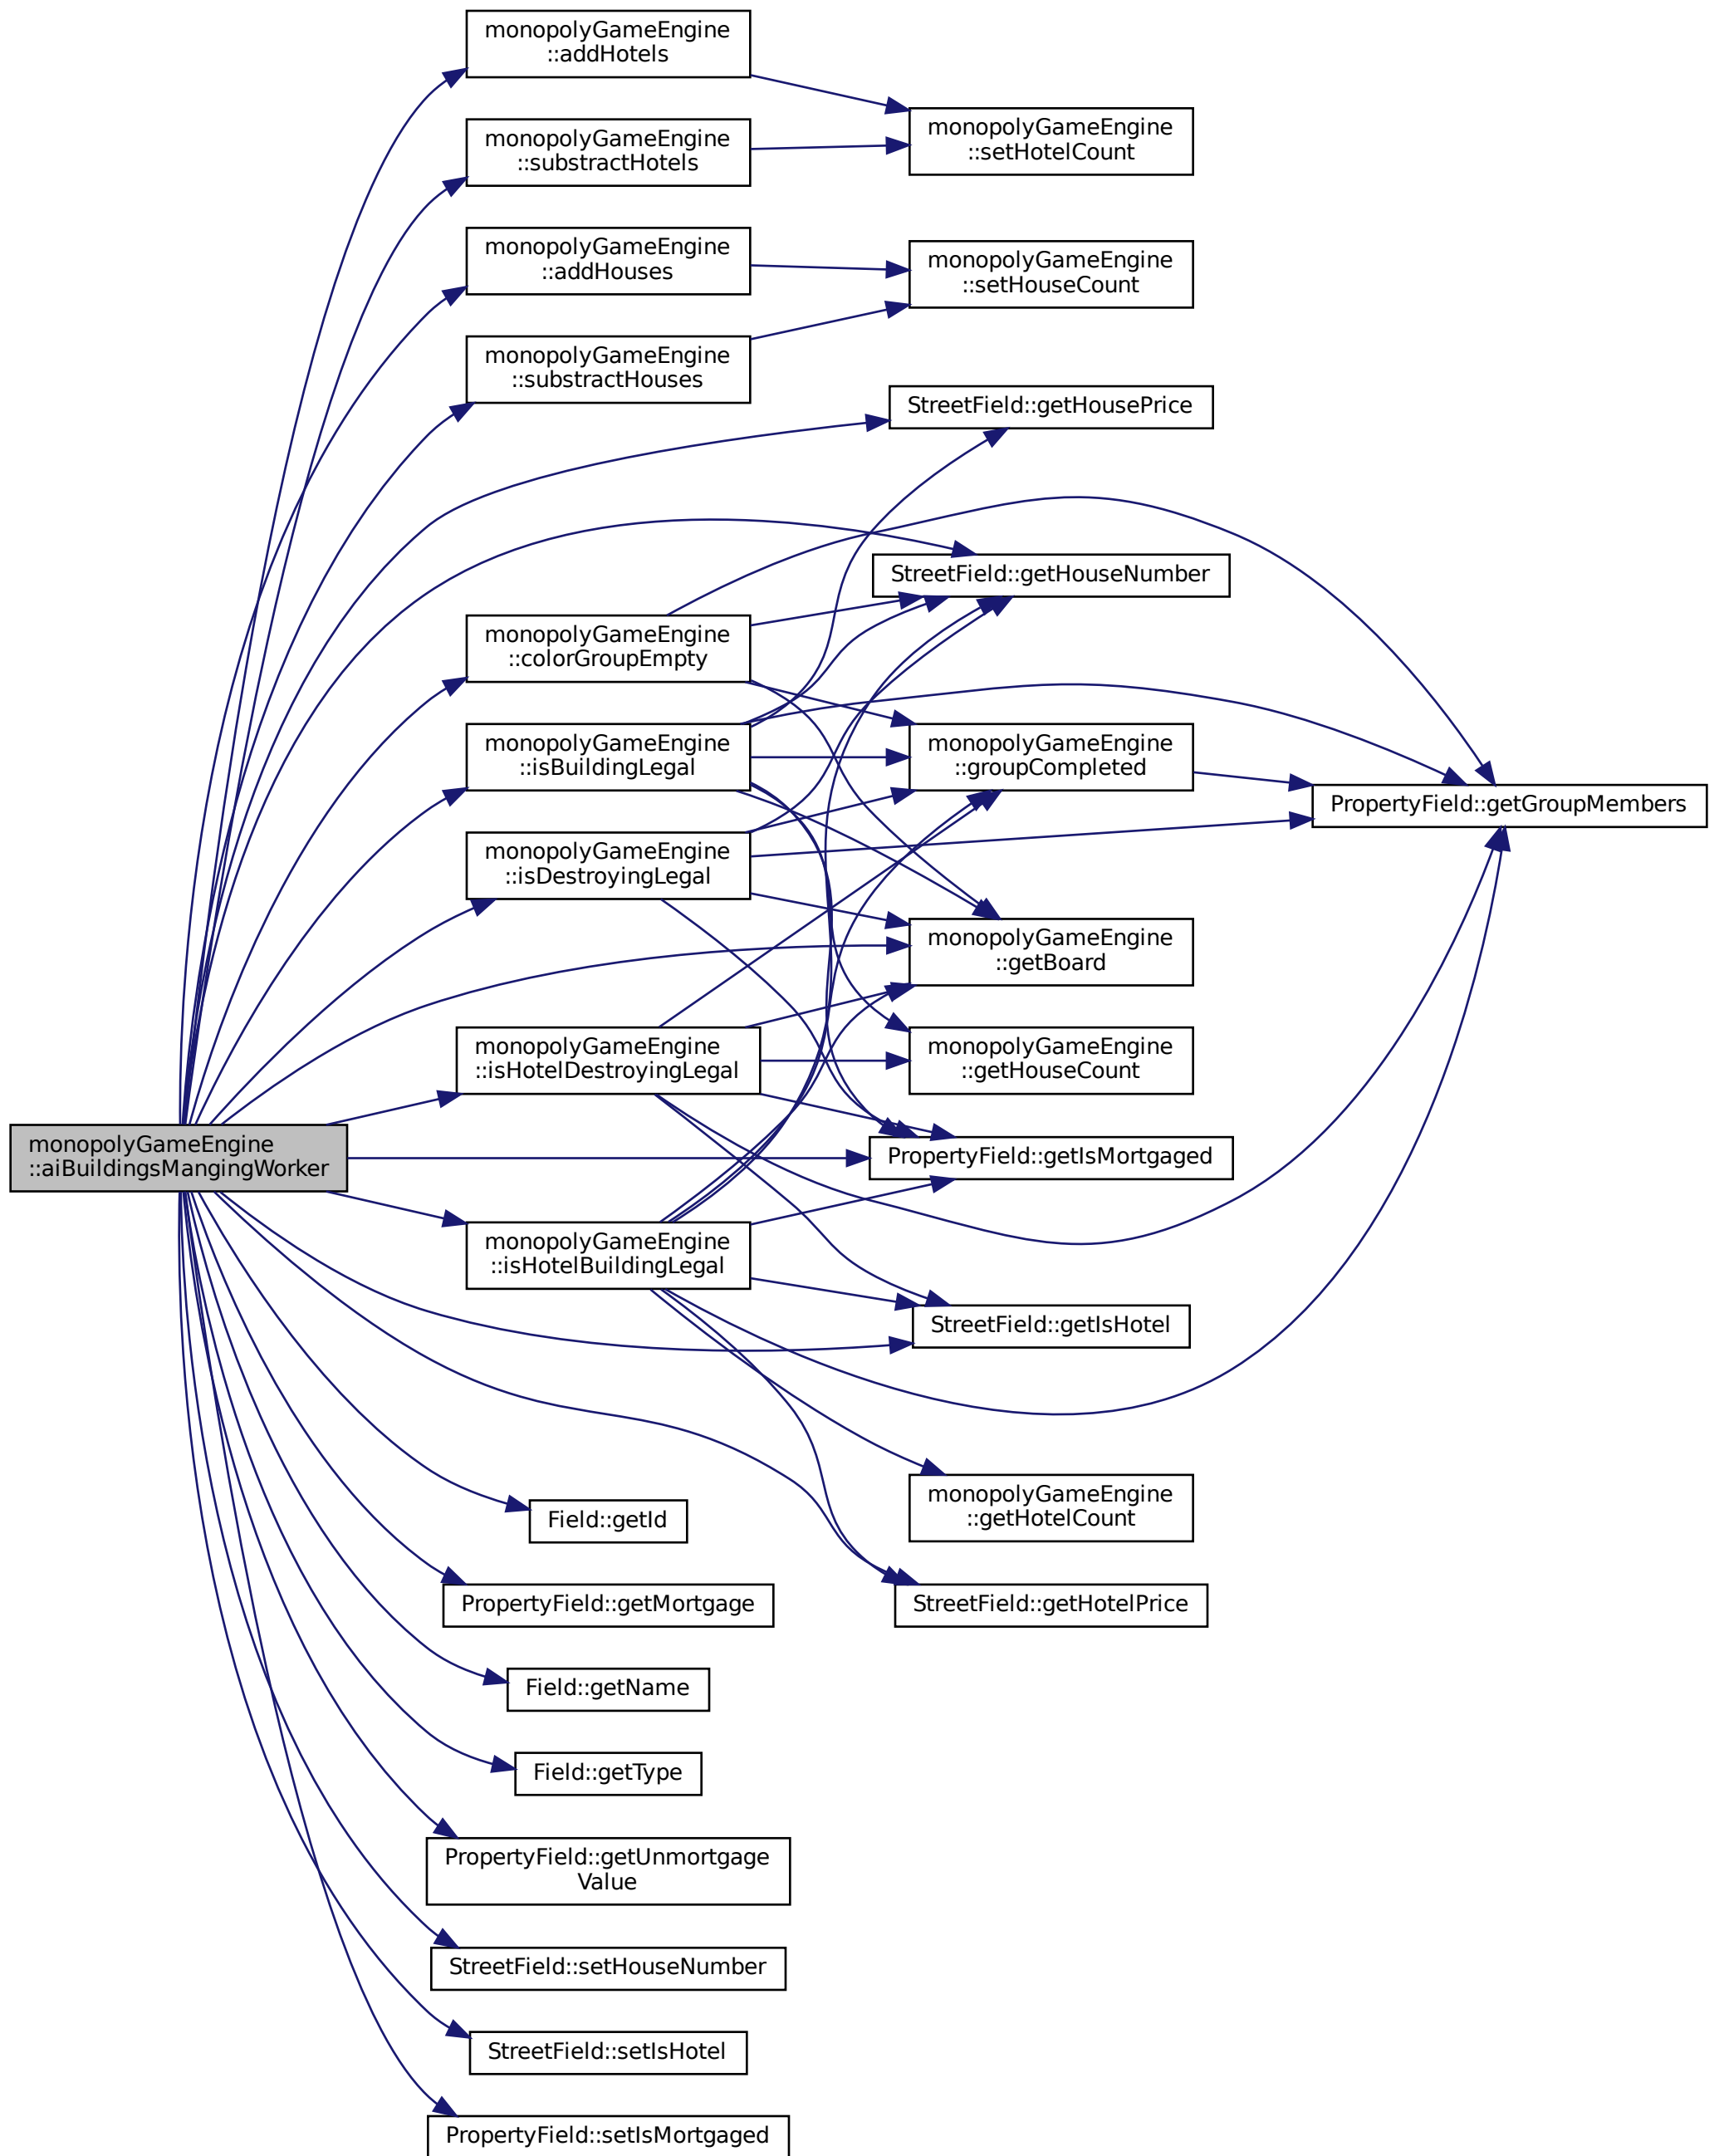 monopolyGameEngine
::addHotels
monopolyGameEngine
::setHotelCount
monopolyGameEngine
::substractHotels
monopolyGameEngine
::addHouses
monopolyGameEngine
::setHouseCount
monopolyGameEngine
::substractHouses
StreetField::getHousePrice
StreetField::getHouseNumber
monopolyGameEngine
::colorGroupEmpty
monopolyGameEngine
::isBuildingLegal
monopolyGameEngine
::groupCompleted
PropertyField::getGroupMembers
monopolyGameEngine
::isDestroyingLegal
monopolyGameEngine
::getBoard
monopolyGameEngine
::isHotelDestroyingLegal
monopolyGameEngine
::getHouseCount
monopolyGameEngine
::aiBuildingsMangingWorker
PropertyField::getIsMortgaged
monopolyGameEngine
::isHotelBuildingLegal
StreetField::getIsHotel
monopolyGameEngine
::getHotelCount
Field::getId
PropertyField::getMortgage
StreetField::getHotelPrice
Field::getName
Field::getType
PropertyField::getUnmortgage
Value
StreetField::setHouseNumber
StreetField::setIsHotel
PropertyField::setIsMortgaged